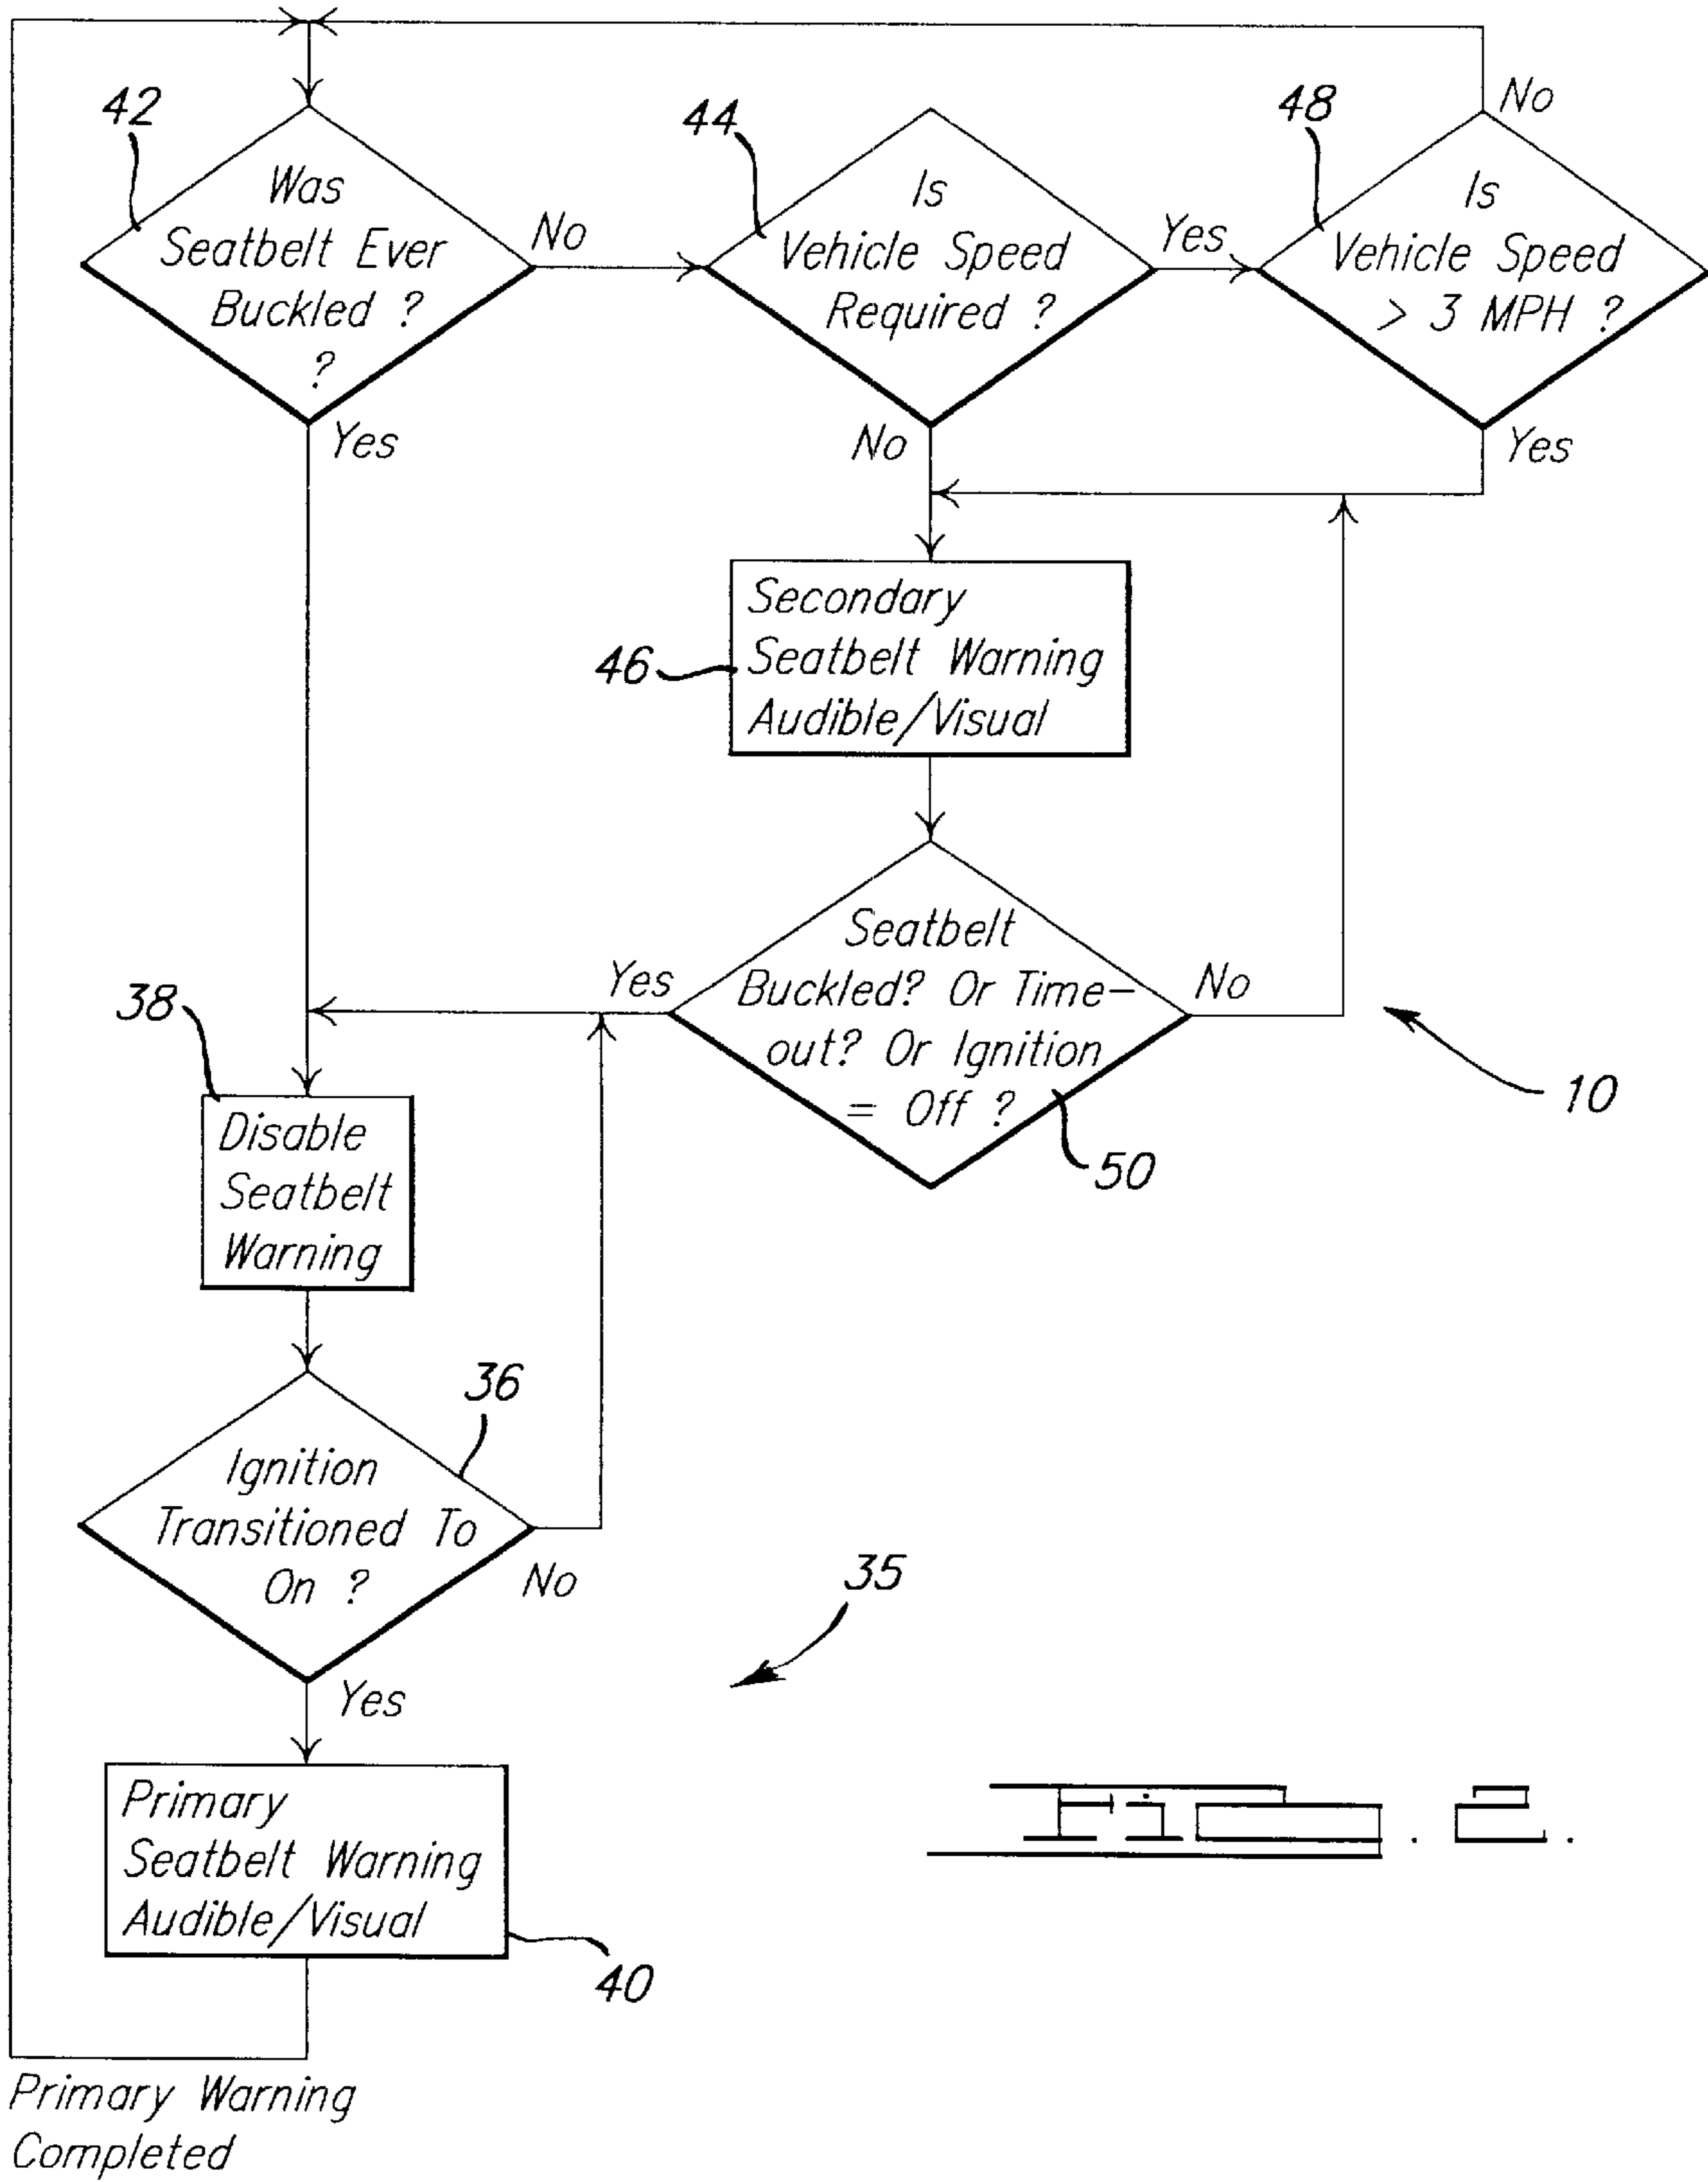 42
Was
Seatbelt Ever
Buckled ?
?
No
Yes
44
Is
Vehicle Speed
Required ?
Yes
No
48
Is
Vehicle Speed
> 3 MPH ?
No
Yes
46
Secondary
Seatbelt Warning
Audible/Visual
Seatbelt
Buckled? Or Time-
out? Or Ignition
= Off ?
Yes
No
50
10
38
Disable
Seatbelt
Warning
36
Ignition
Transitioned To
On ?
No
Yes
35
Primary
Seatbelt Warning
Audible/Visual
40
Primary Warning
Completed